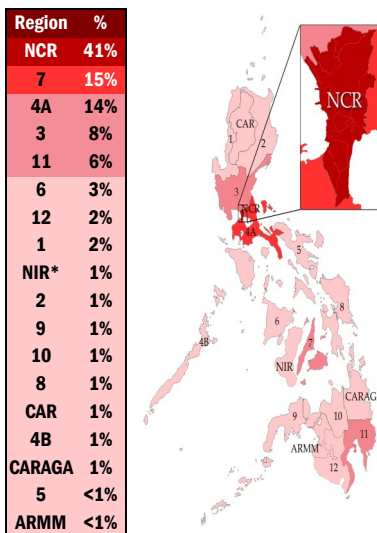 Region %
NCR 41%
7 15%
4A 14%
3 8%
11 6%
6 3%
12 2%
1 2%
NIR* 1%
2 1%
9 1%
10 1%
8 1%
CAR 1%
4B 1%
CARAGA 1%
5 <1%
ARMM <1%
NCR
CAR
1
2
3
NCR
4A
5
4B
6
8
7
NIR
CARAG
9
10
11
ARMM
12